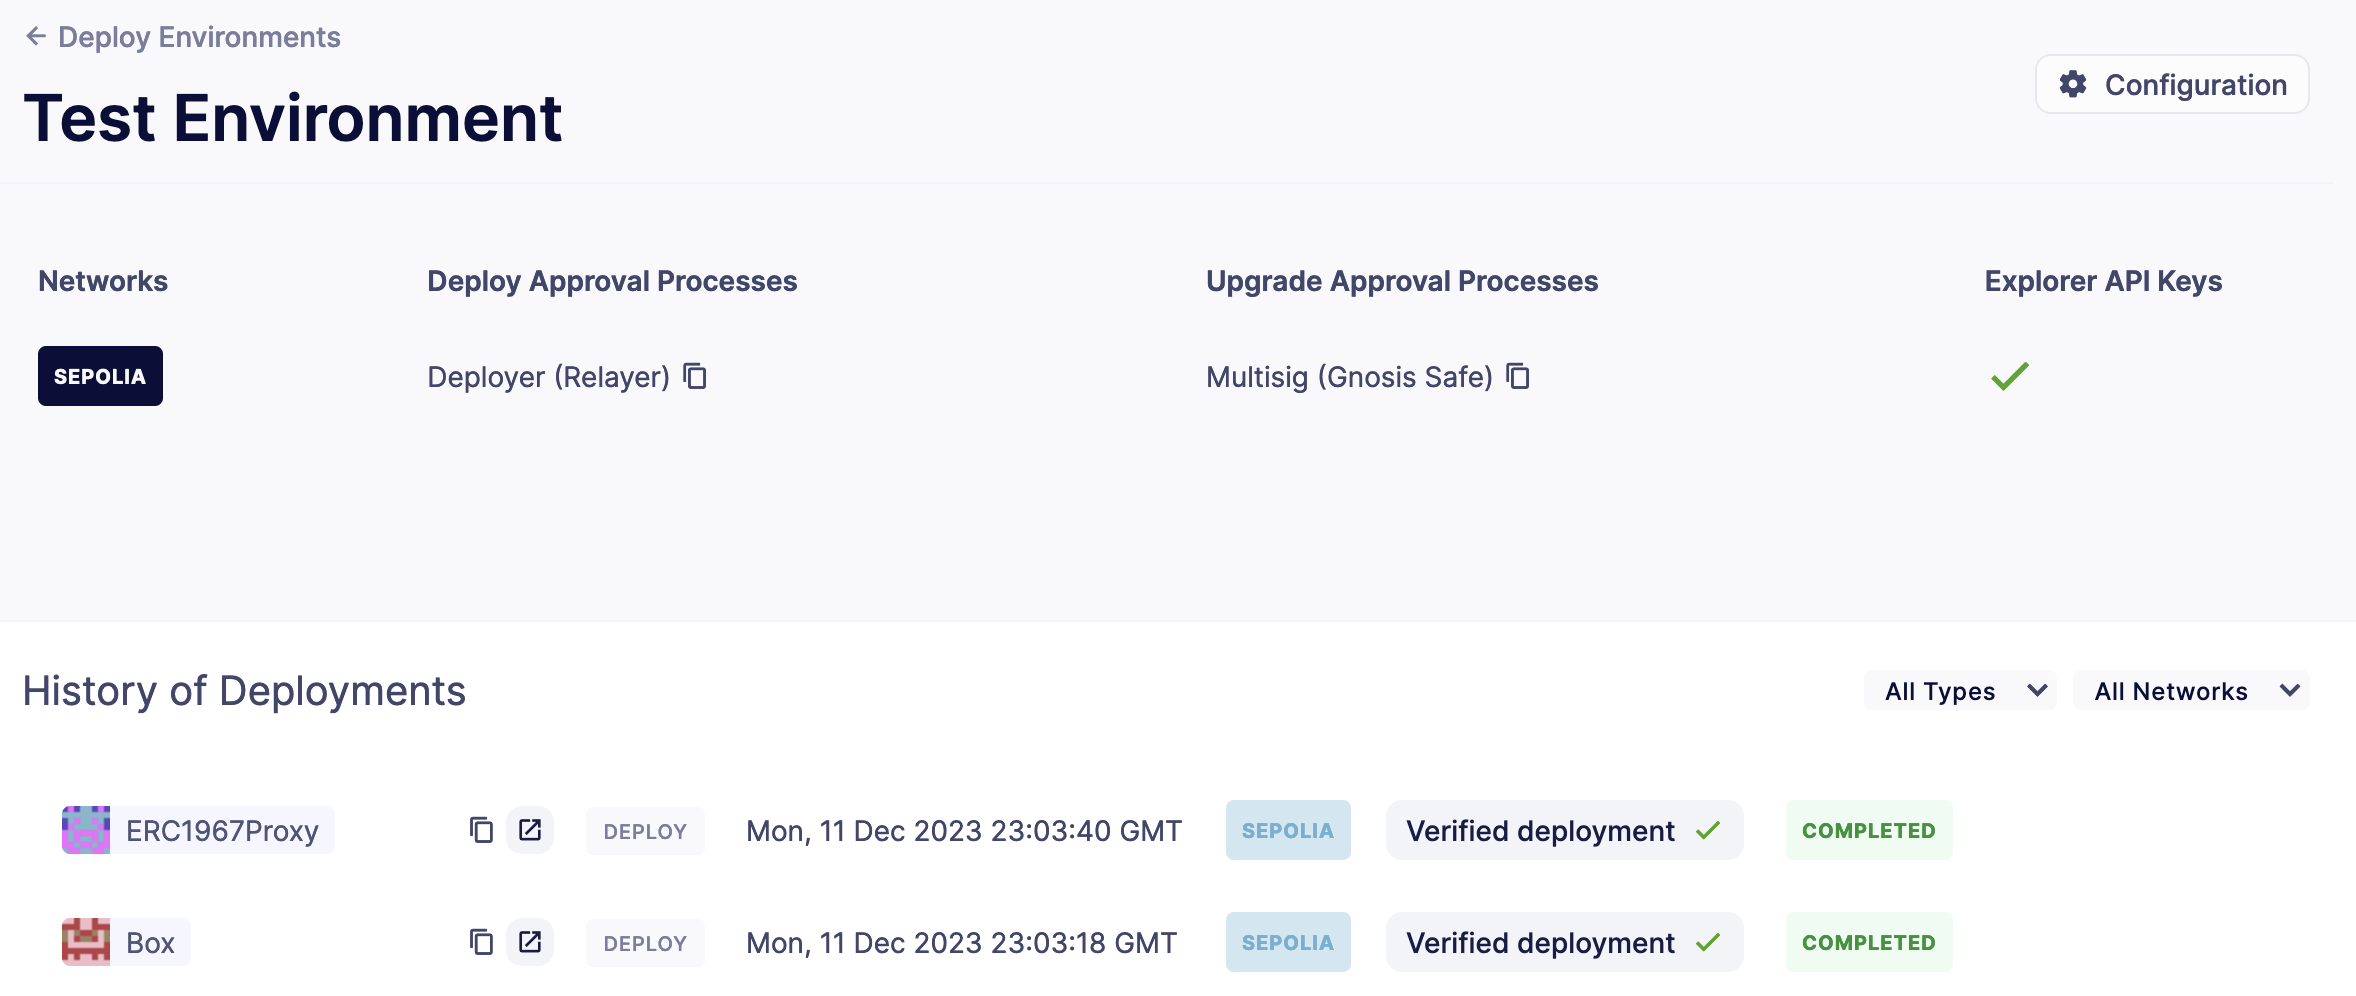 Deploy Environments
Test Environment
Configuration
Networks Deploy Approval Processes Upgrade Approval Processes Explorer API Keys
SEPOLIA Deployer (Relayer) Multisig (Gnosis Safe)
History of Deployments All Types All Networks
ERC1967Proxy DEPLOY Mon, 11 Dec 2023 23:03:40 GMT SEPOLIA Verified deployment COMPLETED
Box DEPLOY Mon, 11 Dec 2023 23:03:18 GMT SEPOLIA Verified deployment COMPLETED